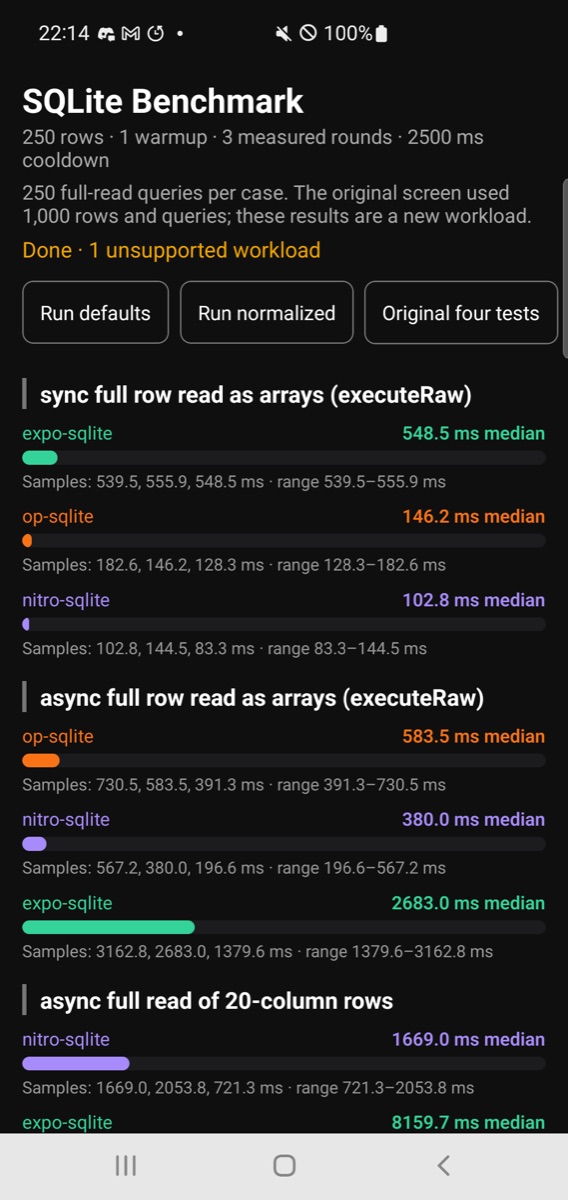 22:14
100%
SQLite Benchmark
250 rows · 1 warmup · 3 measured rounds · 2500 ms
cooldown
250 full-read queries per case. The original screen used
1,000 rows and queries; these results are a new workload.
Done · 1 unsupported workload
Run defaults
Run normalized
Original four tests
sync full row read as arrays (executeRaw)
expo-sqlite 548.5 ms median
Samples: 539.5, 555.9, 548.5 ms · range 539.5–555.9 ms
op-sqlite 146.2 ms median
Samples: 182.6, 146.2, 128.3 ms · range 128.3–182.6 ms
nitro-sqlite 102.8 ms median
Samples: 102.8, 144.5, 83.3 ms · range 83.3–144.5 ms
async full row read as arrays (executeRaw)
op-sqlite 583.5 ms median
Samples: 730.5, 583.5, 391.3 ms · range 391.3–730.5 ms
nitro-sqlite 380.0 ms median
Samples: 567.2, 380.0, 196.6 ms · range 196.6–567.2 ms
expo-sqlite 2683.0 ms median
Samples: 3162.8, 2683.0, 1379.6 ms · range 1379.6–3162.8 ms
async full read of 20-column rows
nitro-sqlite 1669.0 ms median
Samples: 1669.0, 2053.8, 721.3 ms · range 721.3–2053.8 ms
expo-sqlite 8159.7 ms median